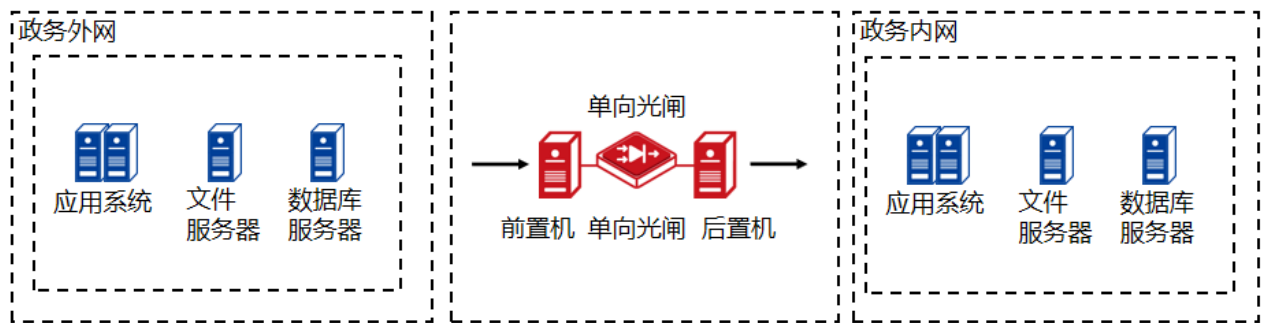 政务外网
应用系统
文件
服务器
数据库
服务器
单向光闸
前置机
单向光闸
后置机
政务内网
应用系统
文件
服务器
数据库
服务器